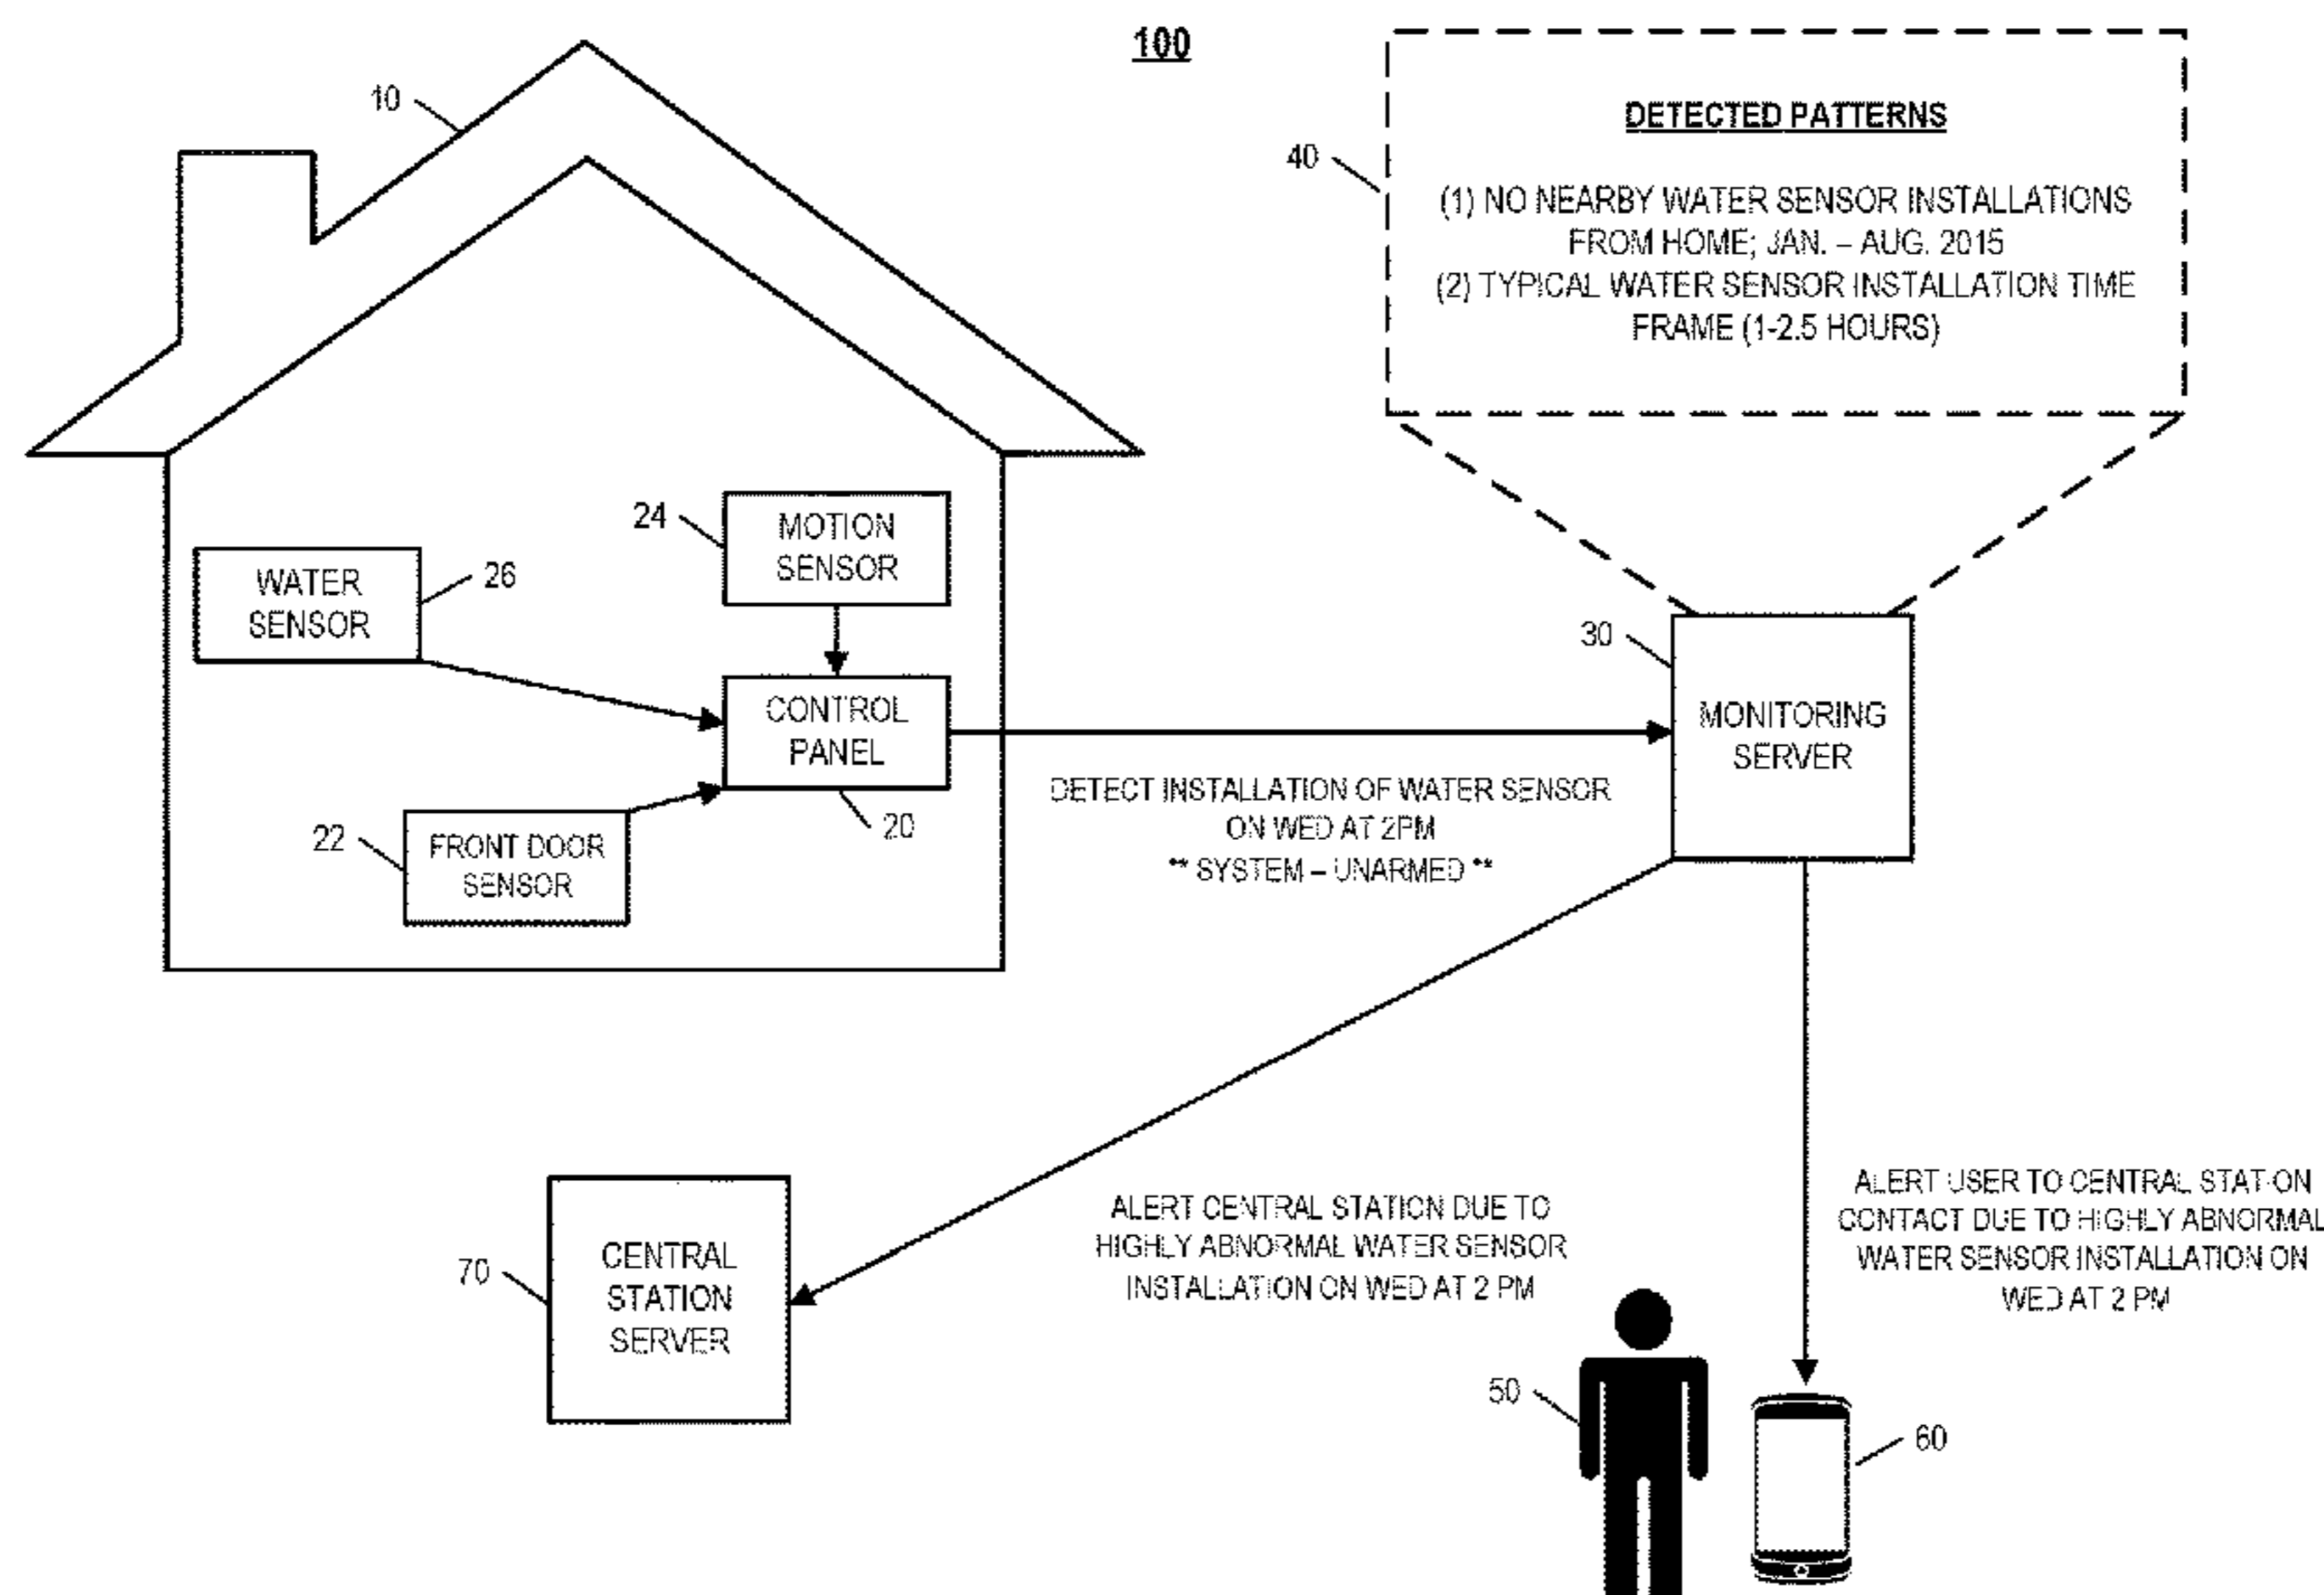 100
10
DETECTED PATTERNS
40
(1) NO NEARBY WATER SENSOR INSTALLATIONS
FROM HOME; JAN. – AUG. 2015
(2) TYPICAL WATER SENSOR INSTALLATION TIME
FRAME (1-2.5 HOURS)
24
MOTION
SENSOR
WATER
SENSOR
26
30
CONTROL
PANEL
MONITORING
SERVER
20
22
FRONT DOOR
SENSOR
DETECT INSTALLATION OF WATER SENSOR
ON WED AT 2PM
** SYSTEM – UNARMED **
70
CENTRAL
STATION
SERVER
ALERT CENTRAL STATION DUE TO
HIGHLY ABNORMAL WATER SENSOR
INSTALLATION ON WED AT 2 PM
ALERT USER TO CENTRAL STATION
CONTACT DUE TO HIGHLY ABNORMAL
WATER SENSOR INSTALLATION ON
WED AT 2 PM
50
60